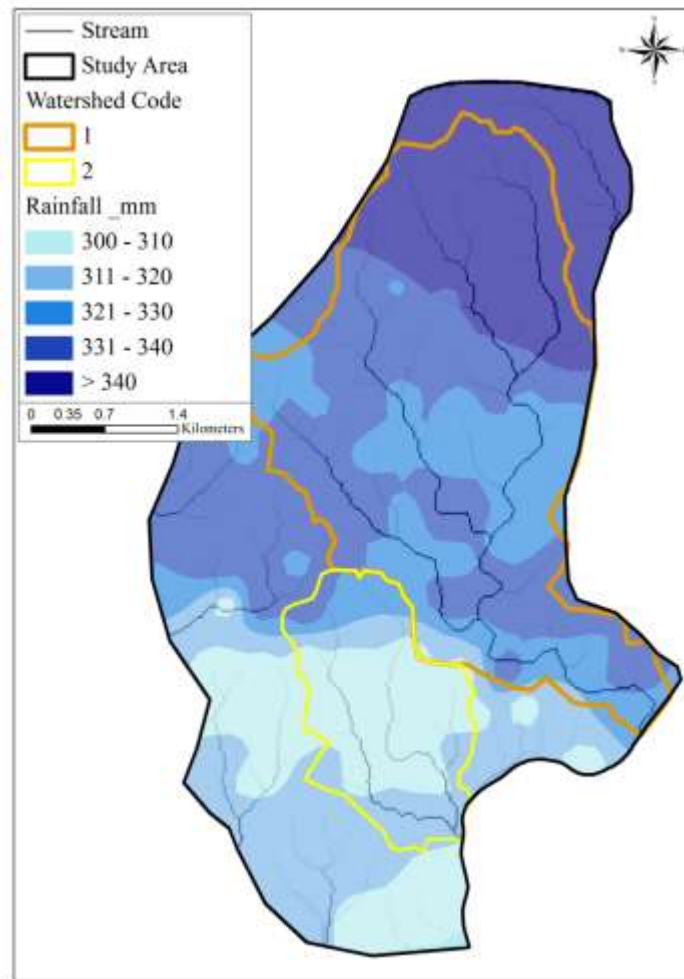 Stream
Study Area
Watershed Code
1
2
Rainfall _mm
300 - 310
311 - 320
321 - 330
331 - 340
> 340
0 0.35 0.7 1.4
Kilometers